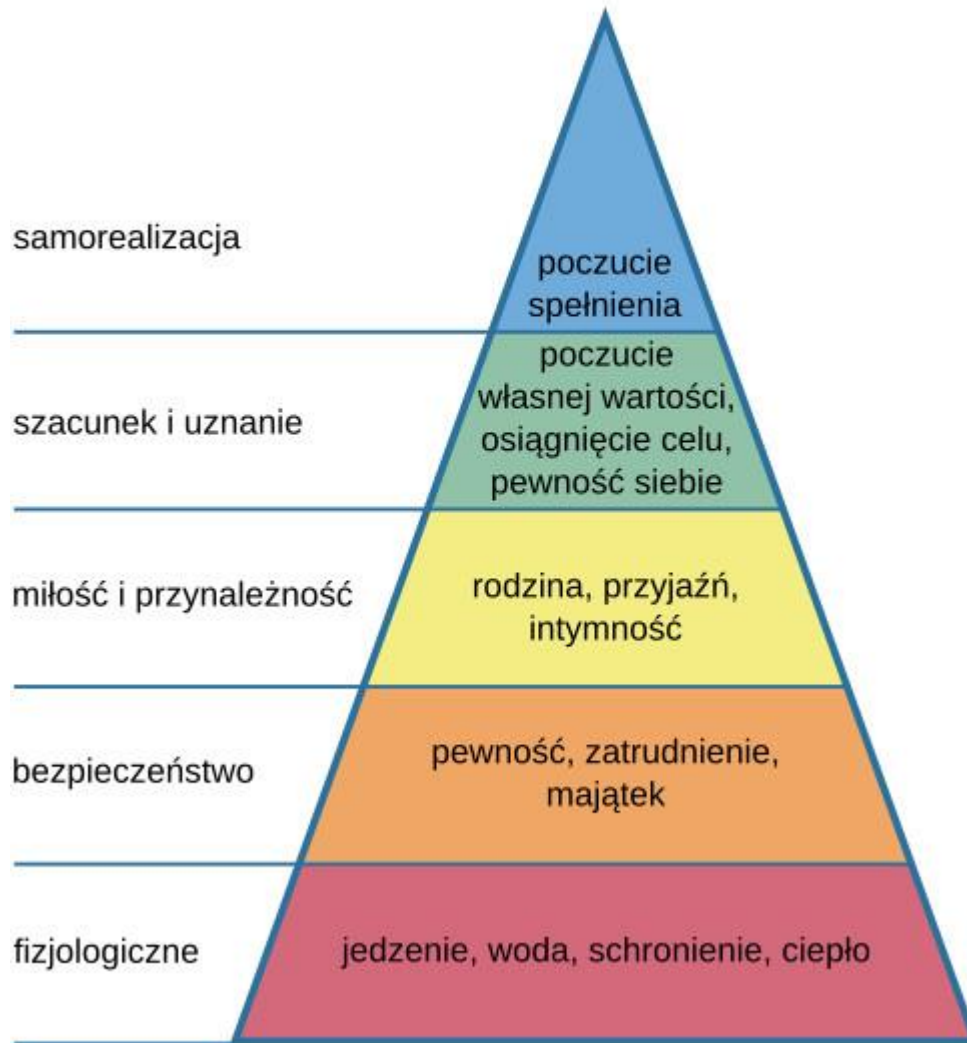 samorealizacja
poczucie
spełnienia
szacunek i uznanie
poczucie
własnej wartości,
osiągnięcie celu,
pewność siebie
miłość i przynależność
rodzina, przyjaźń,
intymność
bezpieczeństwo
pewność, zatrudnienie,
majątek
fizjologiczne
jedzenie, woda, schronienie, ciepło